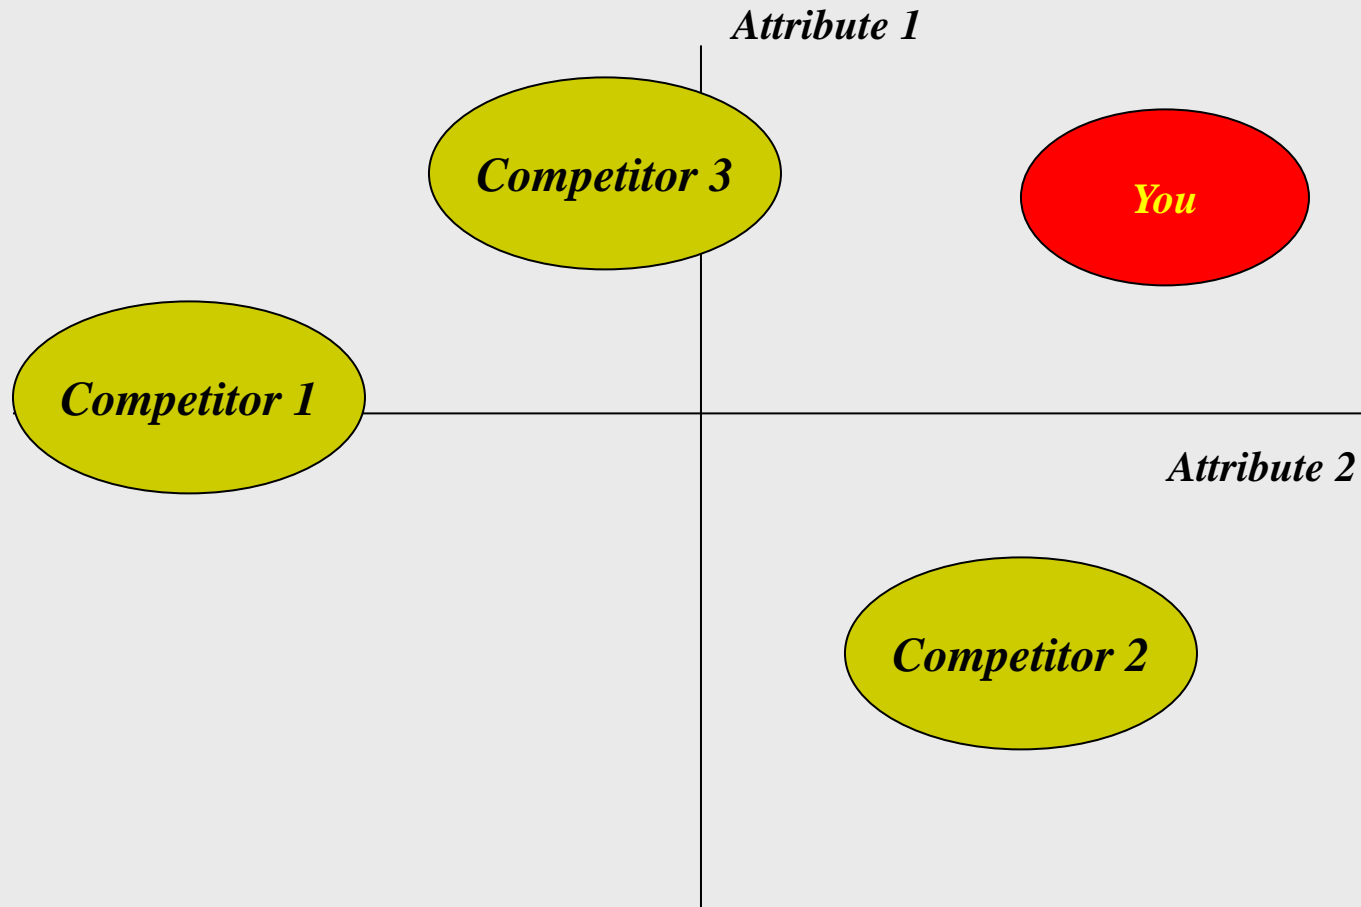 Attribute 1
Competitor 3
You
Competitor 1
Attribute 2
Competitor 2